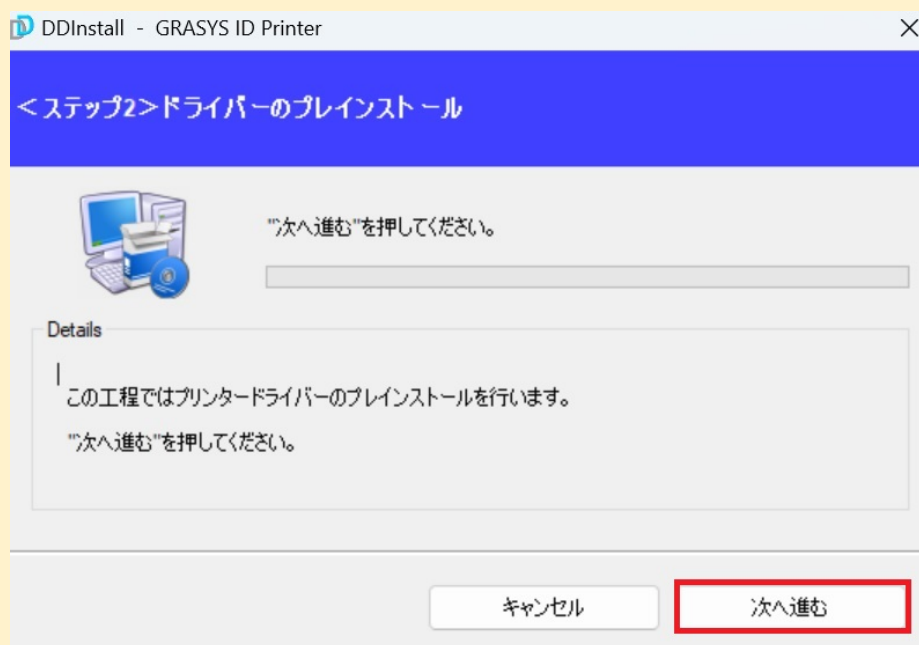 DDInstall - GRASYS ID Printer
＜ステップ2＞ドライバーのプレインストール
"次へ進む"を押してください。
Details
この工程ではプリンタードライバーのプレインストールを行います。
"次へ進む"を押してください。
キャンセル
次へ進む